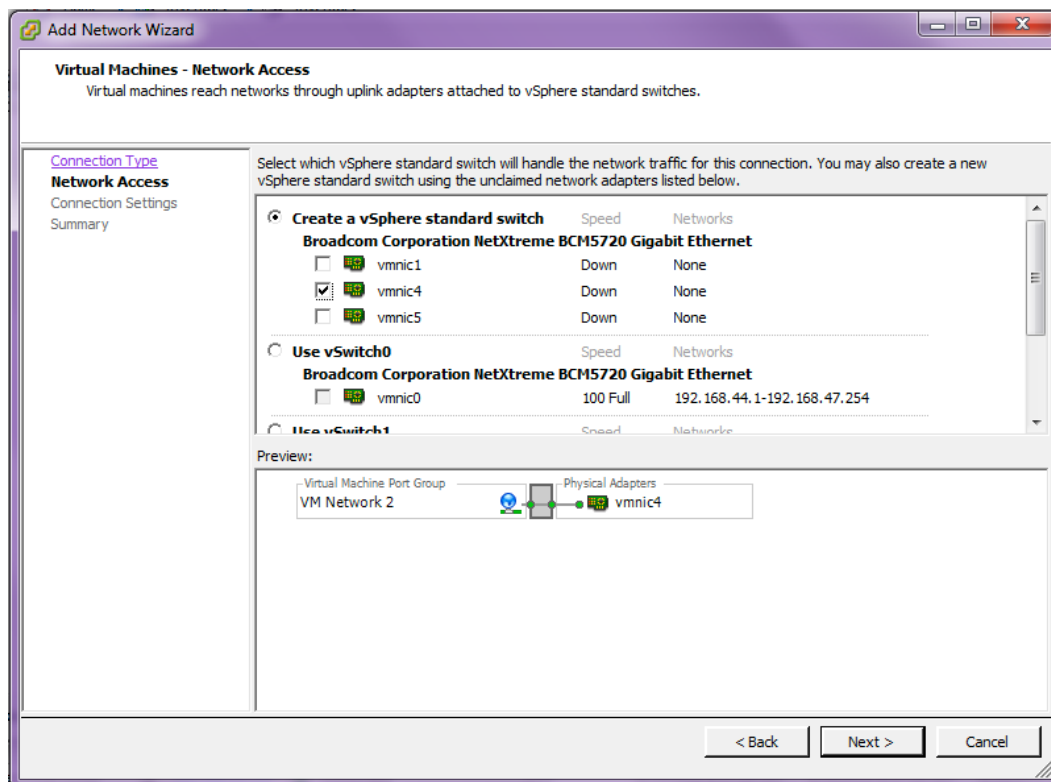 Add Network Wizard
Virtual Machines - Network Access
Virtual machines reach networks through uplink adapters attached to vSphere standard switches.
Connection Type
Network Access
Connection Settings
Summary
Select which vSphere standard switch will handle the network traffic for this connection. You may also create a new
vSphere standard switch using the unclaimed network adapters listed below.
Create a vSphere standard switch Speed Networks
Broadcom Corporation NetXtreme BCM5720 Gigabit Ethernet
vmnic1 Down None
vmnic4 Down None
vmnic5 Down None
Use vSwitch0 Speed Networks
Broadcom Corporation NetXtreme BCM5720 Gigabit Ethernet
vmnic0 100 Full 192.168.44.1-192.168.47.254
Use vSwitch1 Speed Networks
Preview:
Virtual Machine Port Group Physical Adapters
VM Network 2 vmnic4
< Back Next > Cancel